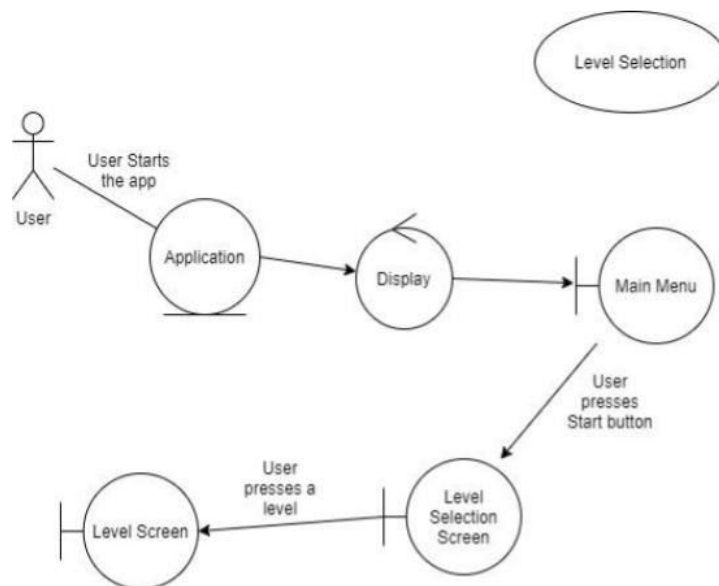 Level Selection
User Starts
the app
User
Application
Display
Main Menu
User
presses
Start button
User
presses a
level
Level
Selection
Screen
Level Screen